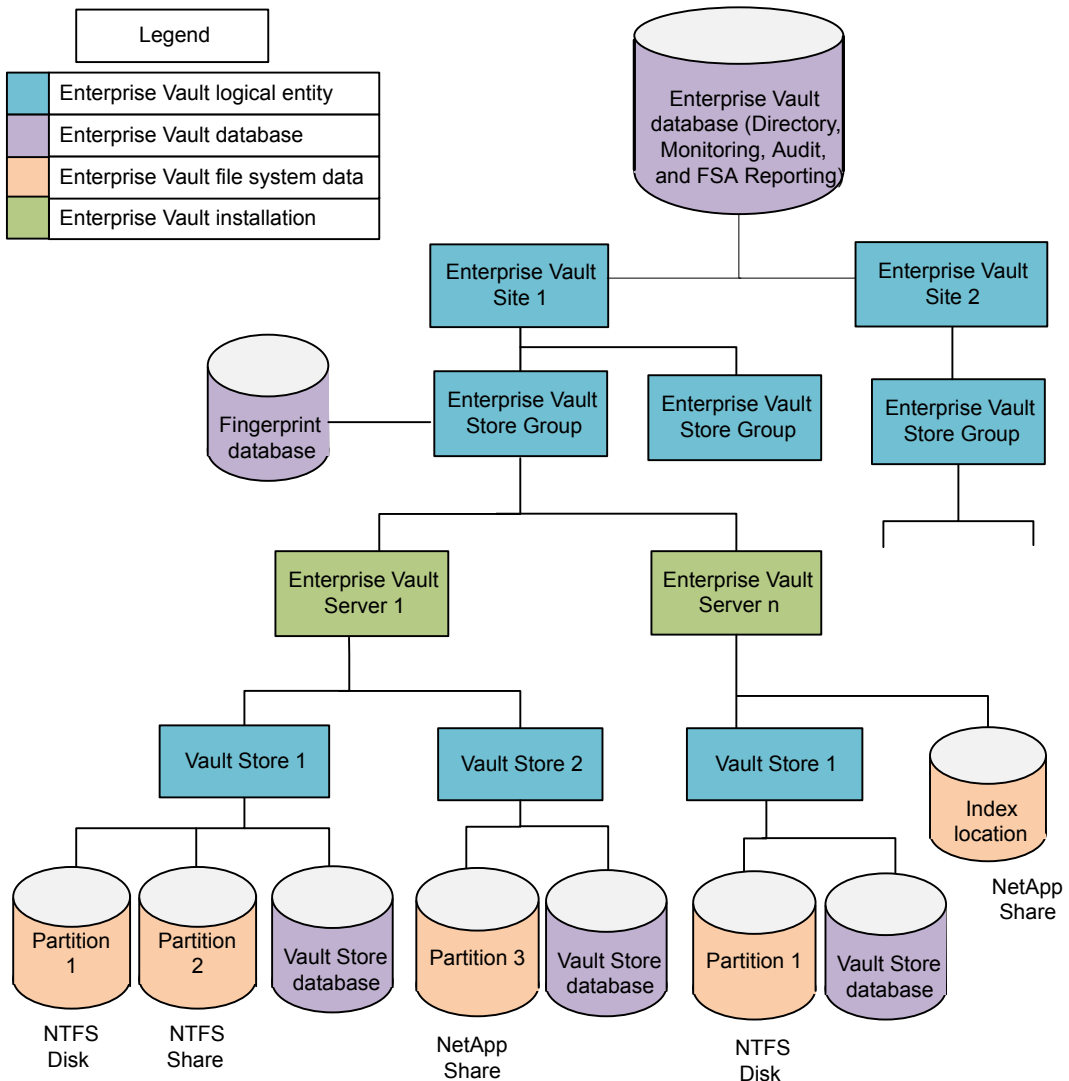 Legend
Enterprise Vault logical entity
Enterprise Vault database
Enterprise Vault file system data
Enterprise Vault installation
Enterprise Vault
database (Directory,
Monitoring, Audit,
and FSA Reporting)
Enterprise Vault
Site 1
Enterprise Vault
Site 2
Fingerprint
database
Enterprise Vault
Store Group
Enterprise Vault
Store Group
Enterprise Vault
Store Group
Enterprise Vault
Server 1
Enterprise Vault
Server n
Vault Store 1
Vault Store 2
Vault Store 1
Index
location
NetApp
Share
Partition
1
Partition
2
Vault Store
database
Partition 3
Vault Store
database
Partition 1
Vault Store
database
NTFS
Disk
NTFS
Share
NetApp
Share
NTFS
Disk